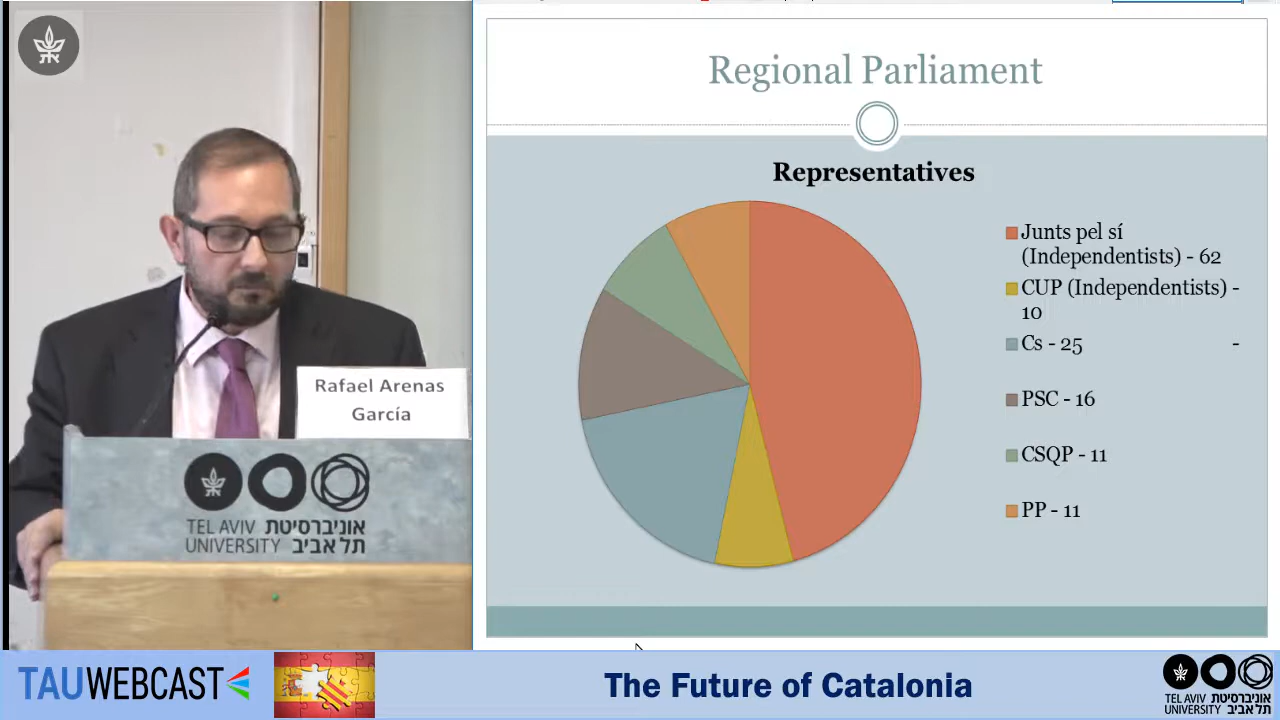 Regional Parliament
Representatives
Junts pel sí
(Independentists) - 62
CUP (Independentists) -
10
Cs - 25 -
PSC - 16
CSQP - 11
PP - 11
Rafael Arenas
García
TEL AVIV אוניברסיטת
UNIVERSITY תל אביב
TAUWEBCAST
The Future of Catalonia
TEL AVIV אוניברסיטת
UNIVERSITY תל אביב